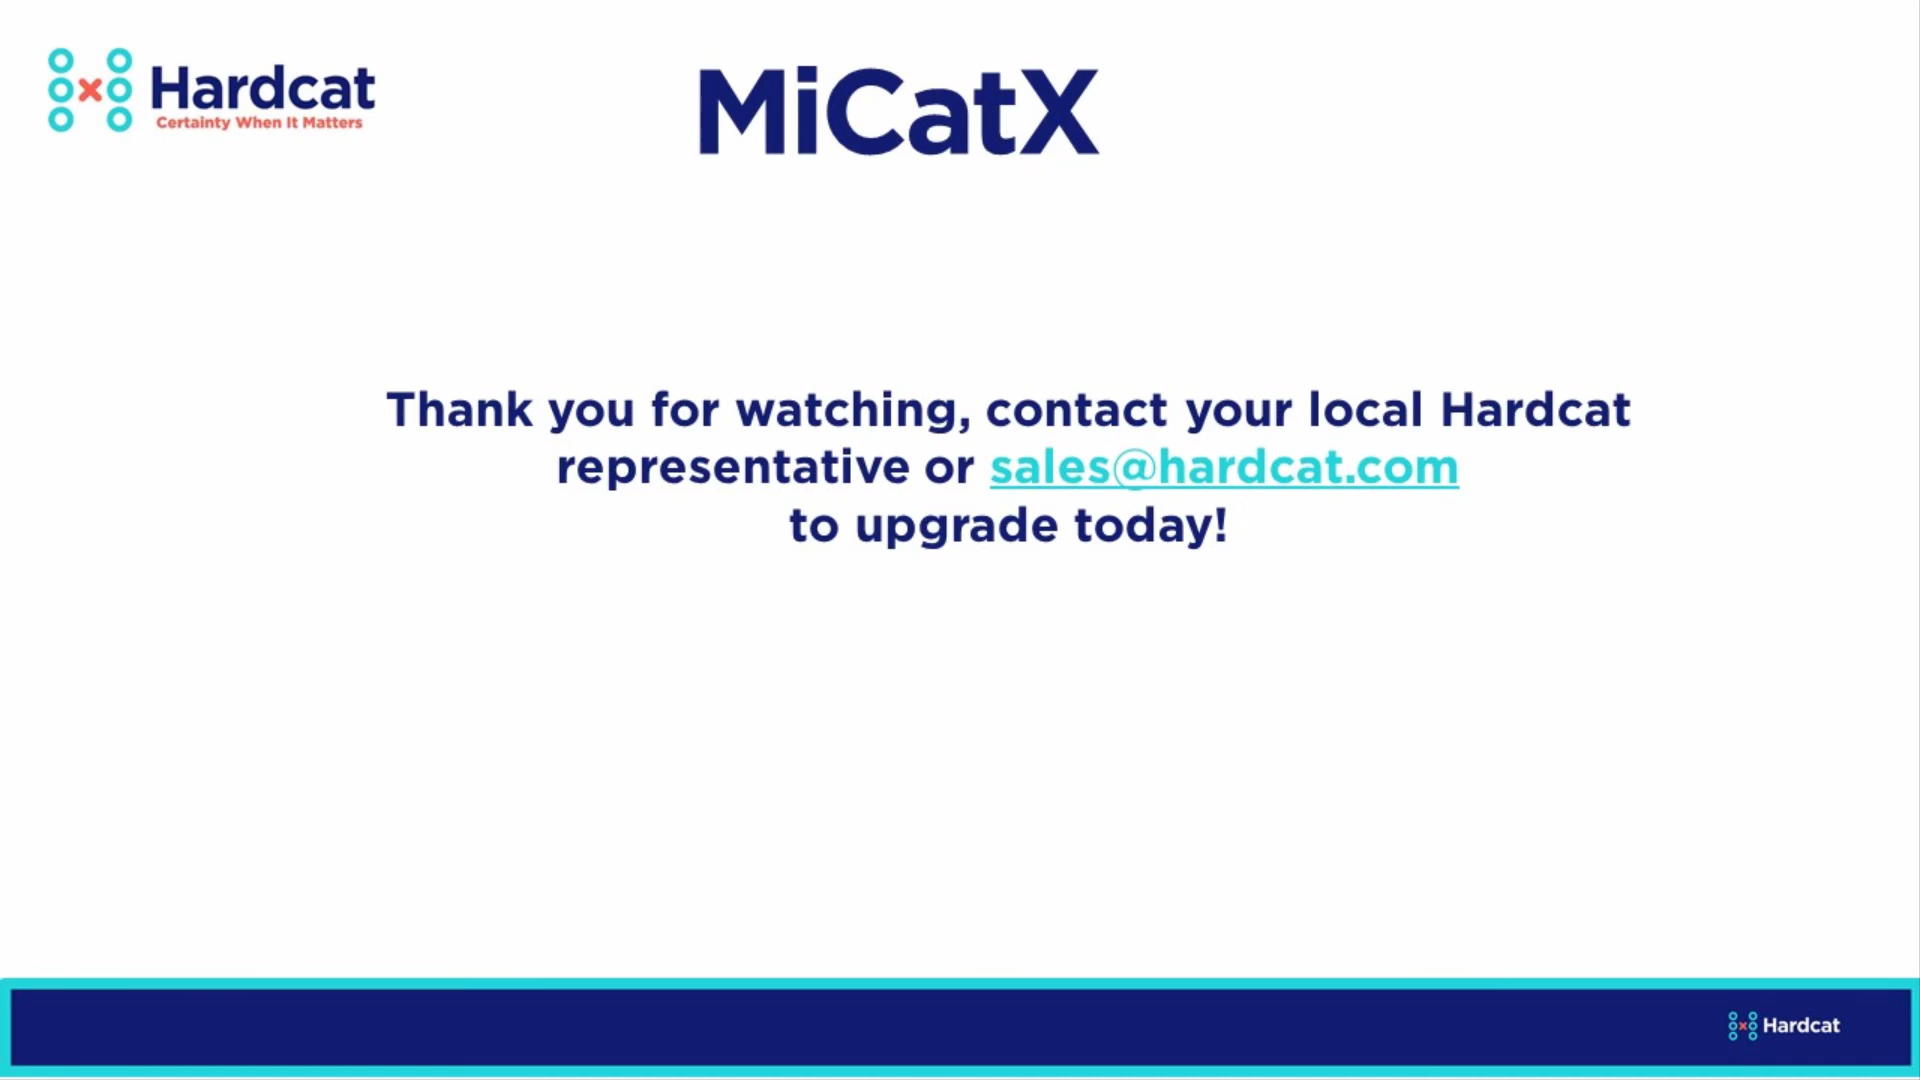 Hardcat
Certainty When It Matters
MiCatX
Thank you for watching, contact your local Hardcat
representative or sales@hardcat.com
to upgrade today!
Hardcat